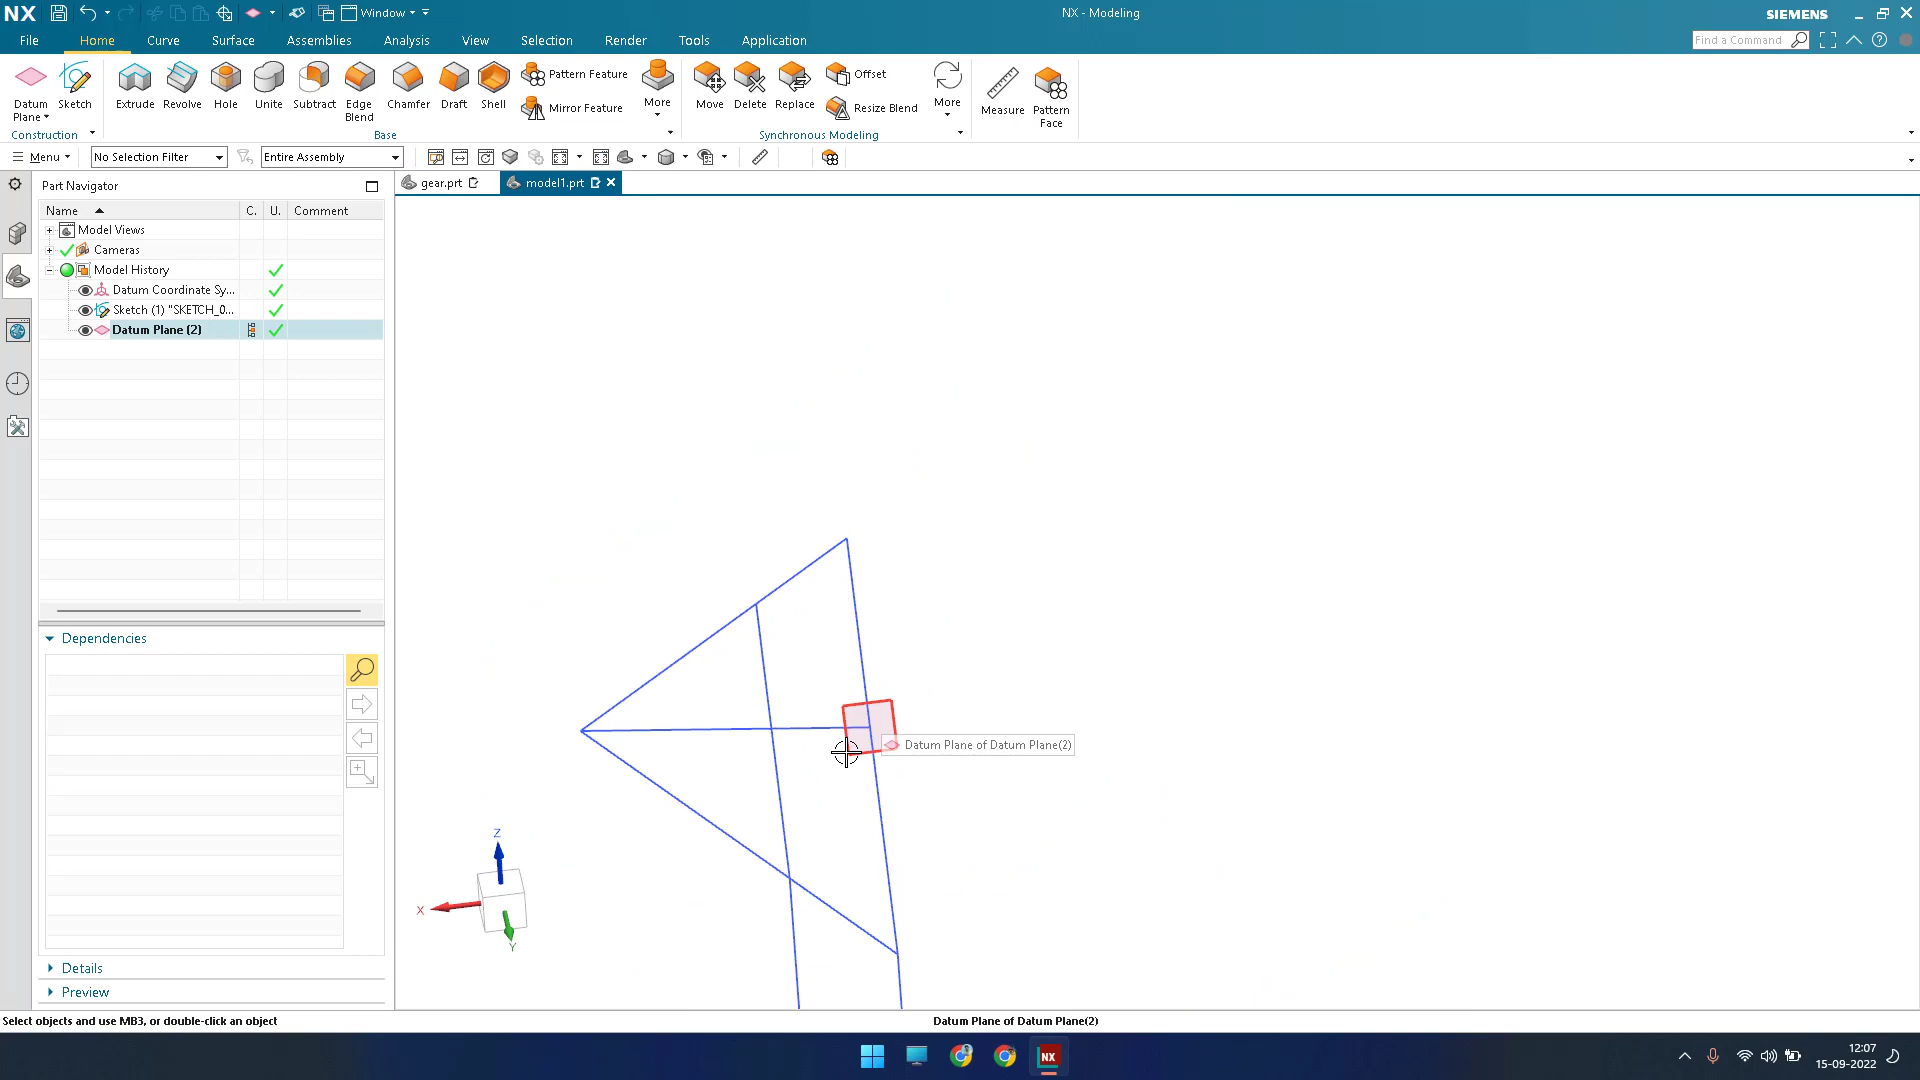 NX
Window
NX - Modeling
SIEMENS
File
Home
Curve
Surface
Assemblies
Analysis
View
Selection
Render
Tools
Application
Find a Command
Datum Plane
Sketch
Extrude
Revolve
Hole
Unite
Subtract
Edge Blend
Chamfer
Draft
Shell
Pattern Feature
Mirror Feature
More
Move
Delete
Replace
Offset
Resize Blend
More
Measure
Pattern Face
Construction
Base
Synchronous Modeling
Menu
No Selection Filter
Entire Assembly
Part Navigator
gear.prt
model1.prt
Name
C.
U.
Comment
Model Views
Cameras
Model History
Datum Coordinate Sy...
Sketch (1) "SKETCH_0...
Datum Plane (2)
Dependencies
Datum Plane of Datum Plane(2)
Z
X
Y
Details
Preview
Select objects and use MB3, or double-click an object
Datum Plane of Datum Plane(2)
NX
12:07
15-09-2022